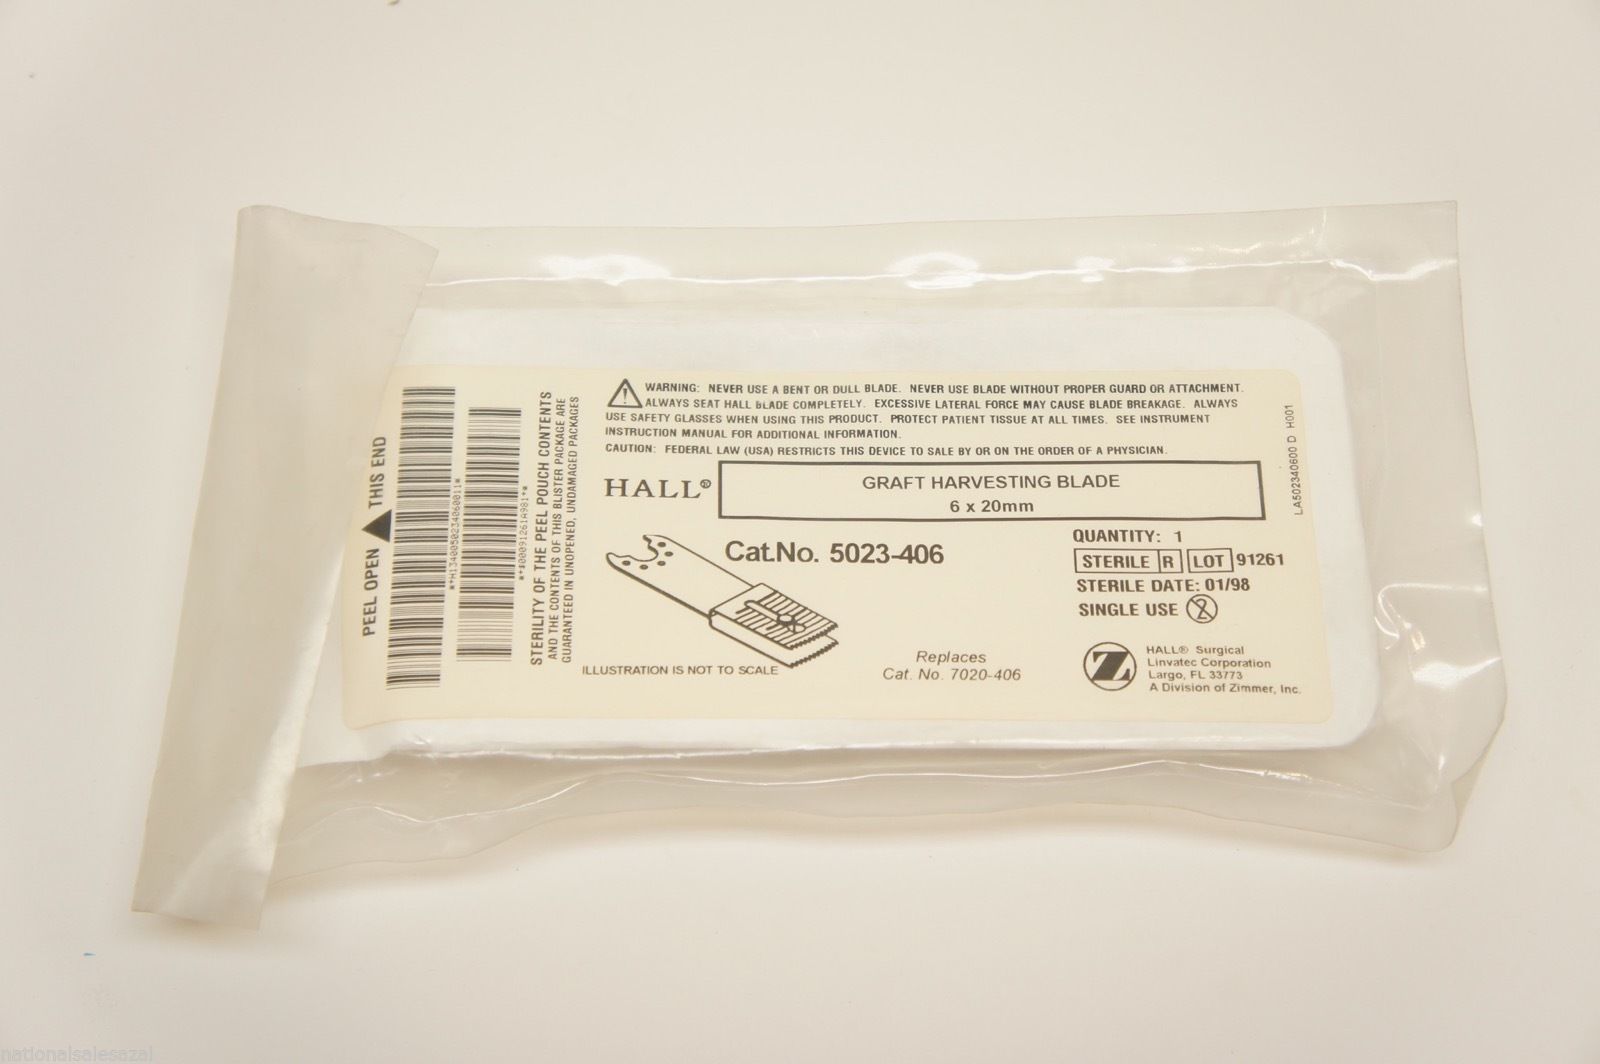 PEEL OPEN ▲ THIS END
*+H134005023406001​1*
*+$00091261A981+*
STERILITY OF THE PEEL POUCH CONTENTS
AND THE CONTENTS OF THIS BLISTER PACKAGE ARE
GUARANTEED IN UNOPENED, UNDAMAGED PACKAGES
WARNING: NEVER USE A BENT OR DULL BLADE. NEVER USE BLADE WITHOUT PROPER GUARD OR ATTACHMENT.
ALWAYS SEAT HALL BLADE COMPLETELY. EXCESSIVE LATERAL FORCE MAY CAUSE BLADE BREAKAGE. ALWAYS
USE SAFETY GLASSES WHEN USING THIS PRODUCT. PROTECT PATIENT TISSUE AT ALL TIMES. SEE INSTRUMENT
INSTRUCTION MANUAL FOR ADDITIONAL INFORMATION.
CAUTION: FEDERAL LAW (USA) RESTRICTS THIS DEVICE TO SALE BY OR ON THE ORDER OF A PHYSICIAN.
HALL®
GRAFT HARVESTING BLADE
6 x 20mm
Cat.No. 5023-406
QUANTITY: 1
STERILE R LOT 91261
STERILE DATE: 01/98
SINGLE USE 2
ILLUSTRATION IS NOT TO SCALE
Replaces
Cat. No. 7020-406
Z
HALL® Surgical
Linvatec Corporation
Largo, FL 33773
A Division of Zimmer, Inc.
LA502340600 D H001
nationalsalesazal